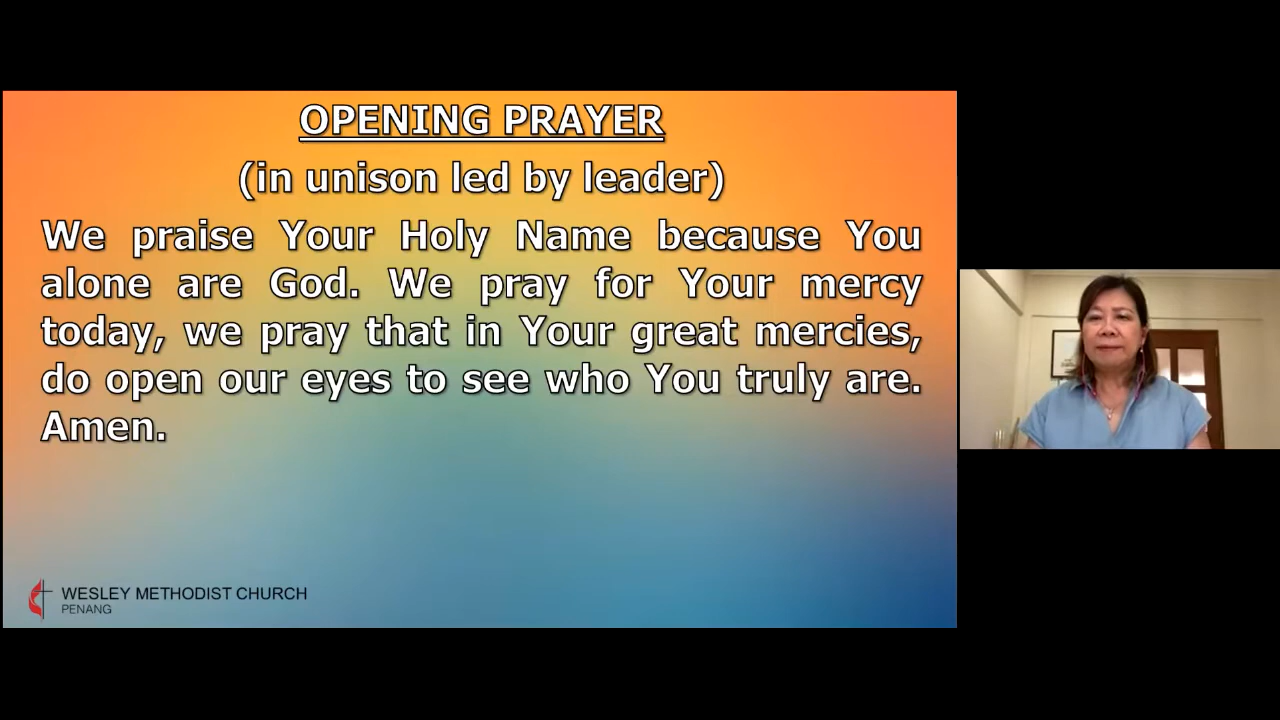 OPENING PRAYER
(in unison led by leader)
We praise Your Holy Name because You
alone are God. We pray for Your mercy
today, we pray that in Your great mercies,
do open our eyes to see who You truly are.
Amen.
WESLEY METHODIST CHURCH
PENANG